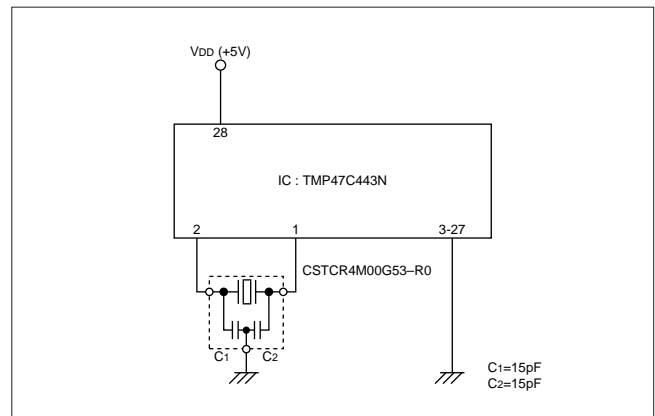 VDD (+5V)
28
IC : TMP47C443N
2 1 3-27
CSTCR4M00G53–R0
C1 C2
C1=15pF
C2=15pF